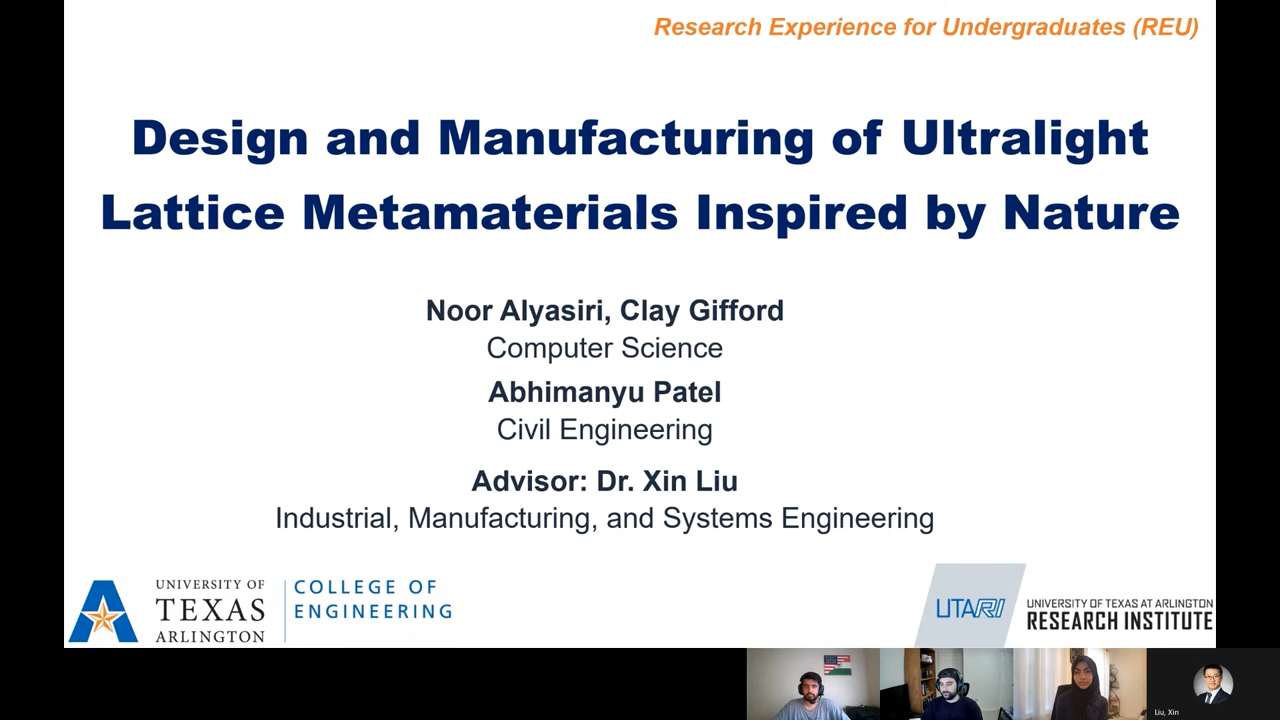 Research Experience for Undergraduates (REU)
Design and Manufacturing of Ultralight
Lattice Metamaterials Inspired by Nature
Noor Alyasiri, Clay Gifford
Computer Science
Abhimanyu Patel
Civil Engineering
Advisor: Dr. Xin Liu
Industrial, Manufacturing, and Systems Engineering
UNIVERSITY OF
TEXAS
ARLINGTON
COLLEGE OF
ENGINEERING
UTARI
UNIVERSITY OF TEXAS AT ARLINGTON
RESEARCH INSTITUTE
Liu, Xin